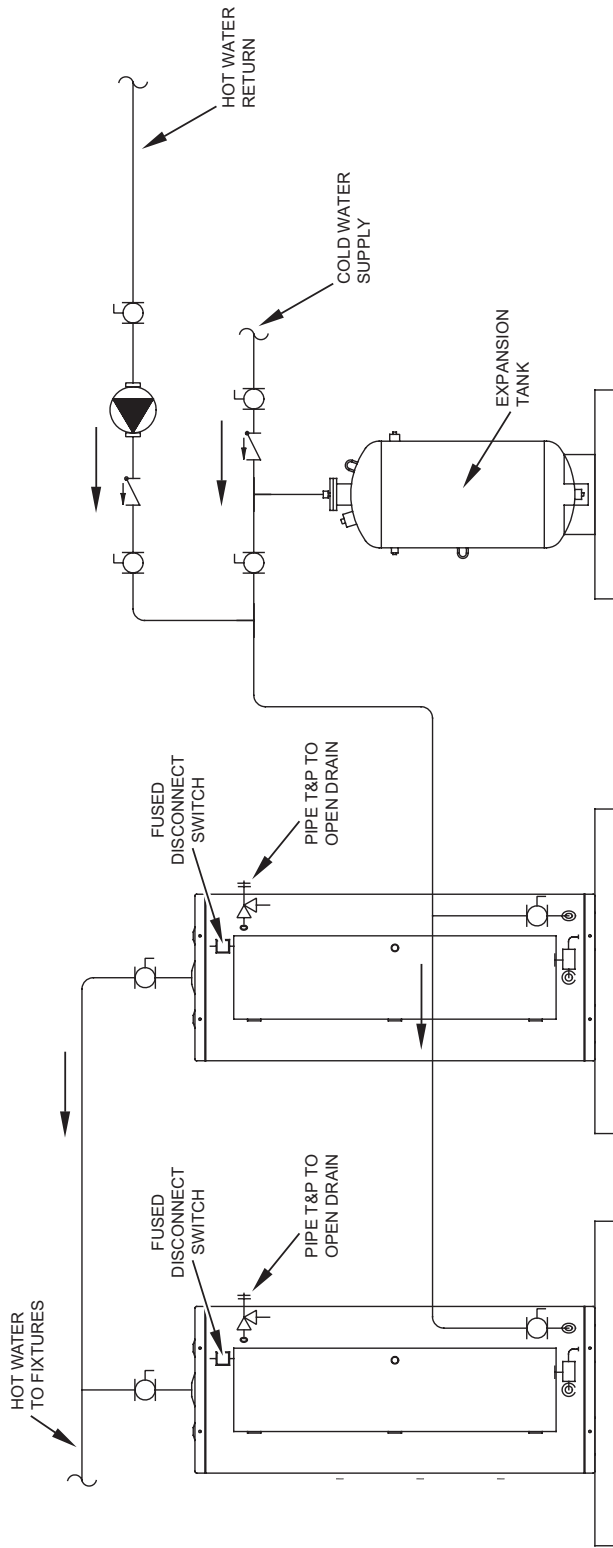 HOT WATER
TO FIXTURES
FUSED
DISCONNECT
SWITCH
PIPE T&P TO
OPEN DRAIN
FUSED
DISCONNECT
SWITCH
PIPE T&P TO
OPEN DRAIN
HOT WATER
RETURN
COLD WATER
SUPPLY
EXPANSION
TANK